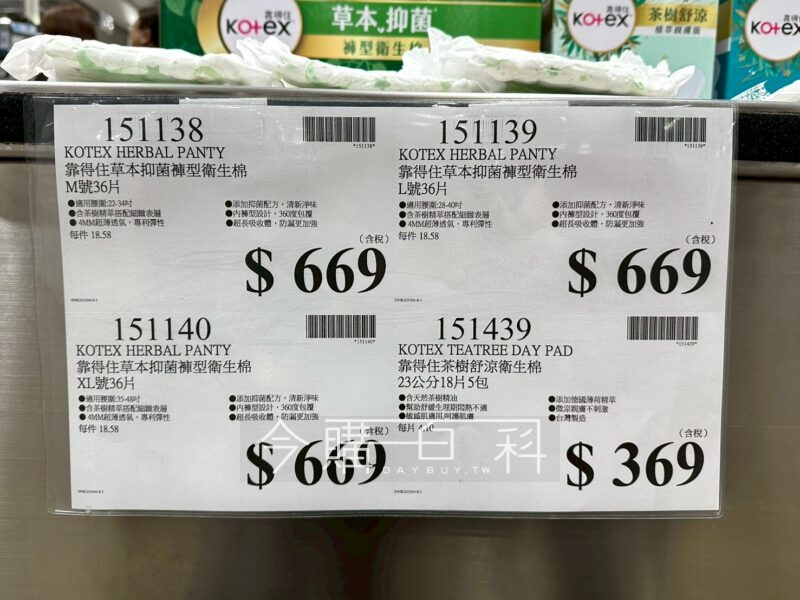 Kotex
靠得住
草本抑菌
褲型衛生棉
Kotex
靠得住
茶樹舒涼
Kotex
151138
*151138*
KOTEX HERBAL PANTY
靠得住草本抑菌褲型衛生棉
M號36片
●適用腰圍:22-34吋
●添加抑菌配方，清新淨味
●含茶樹精萃搭配細緻表層
●內褲型設計，360度包覆
●4MM超薄透氣，專利彈性
●超長吸收體，防漏更加強
每件 18.58
(含稅)
$ 669
151139
*151139*
KOTEX HERBAL PANTY
靠得住草本抑菌褲型衛生棉
L號36片
●適用腰圍:28-40吋
●添加抑菌配方，清新淨味
●含茶樹精萃搭配細緻表層
●內褲型設計，360度包覆
●4MM超薄透氣，專利彈性
●超長吸收體，防漏更加強
每件 18.58
(含稅)
$ 669
151140
*151140*
KOTEX HERBAL PANTY
靠得住草本抑菌褲型衛生棉
XL號36片
●適用腰圍:35-48吋
●添加抑菌配方，清新淨味
●含茶樹精萃搭配細緻表層
●內褲型設計，360度包覆
●4MM超薄透氣，專利彈性
●超長吸收體，防漏更加強
每件 18.58
(含稅)
$ 669
151439
*151439*
KOTEX TEATREE DAY PAD
靠得住茶樹舒涼衛生棉
23公分18片5包
●含天然茶樹精油
●添加德國薄荷精萃
●幫助舒緩生理期悶熱不適
●微涼親膚不刺激
●敏感肌適用,呵護肌膚
●台灣製造
每片 4.10
(含稅)
$ 369
今購百科
DAYBUY.TW